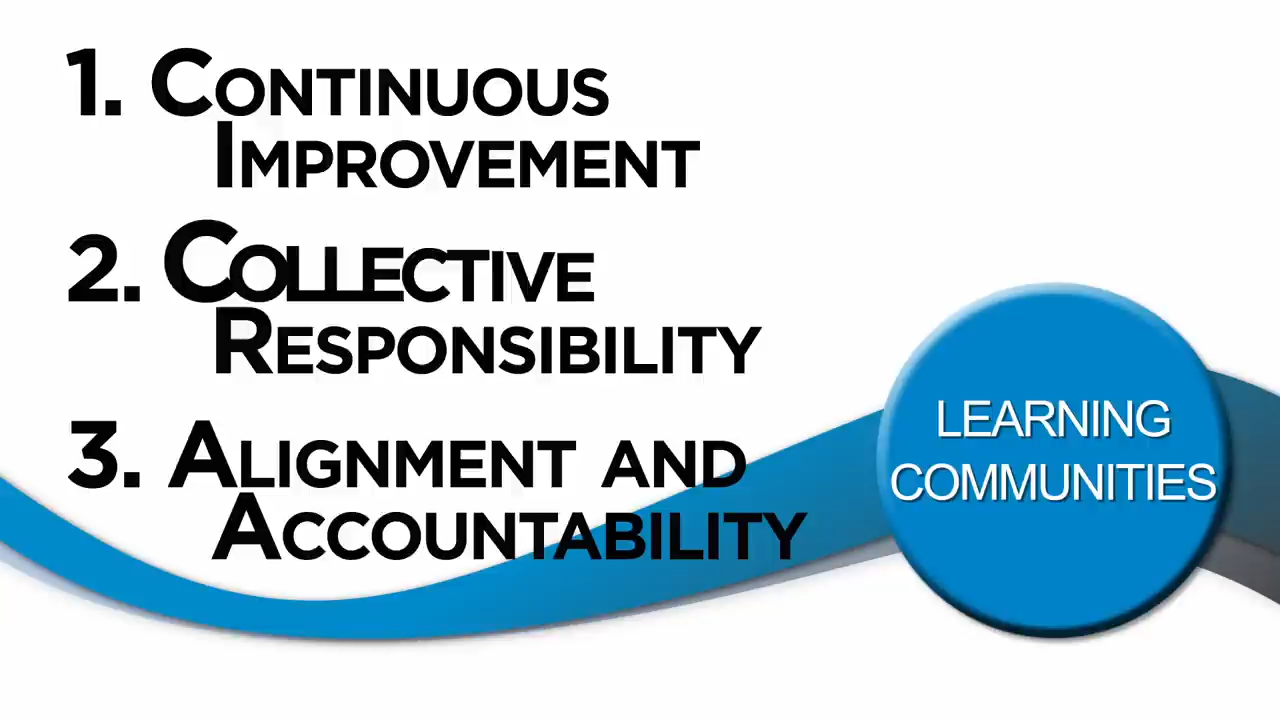 1. Continuous
Improvement
2. Collective
Responsibility
3. Alignment and
Accountability
LEARNING
COMMUNITIES